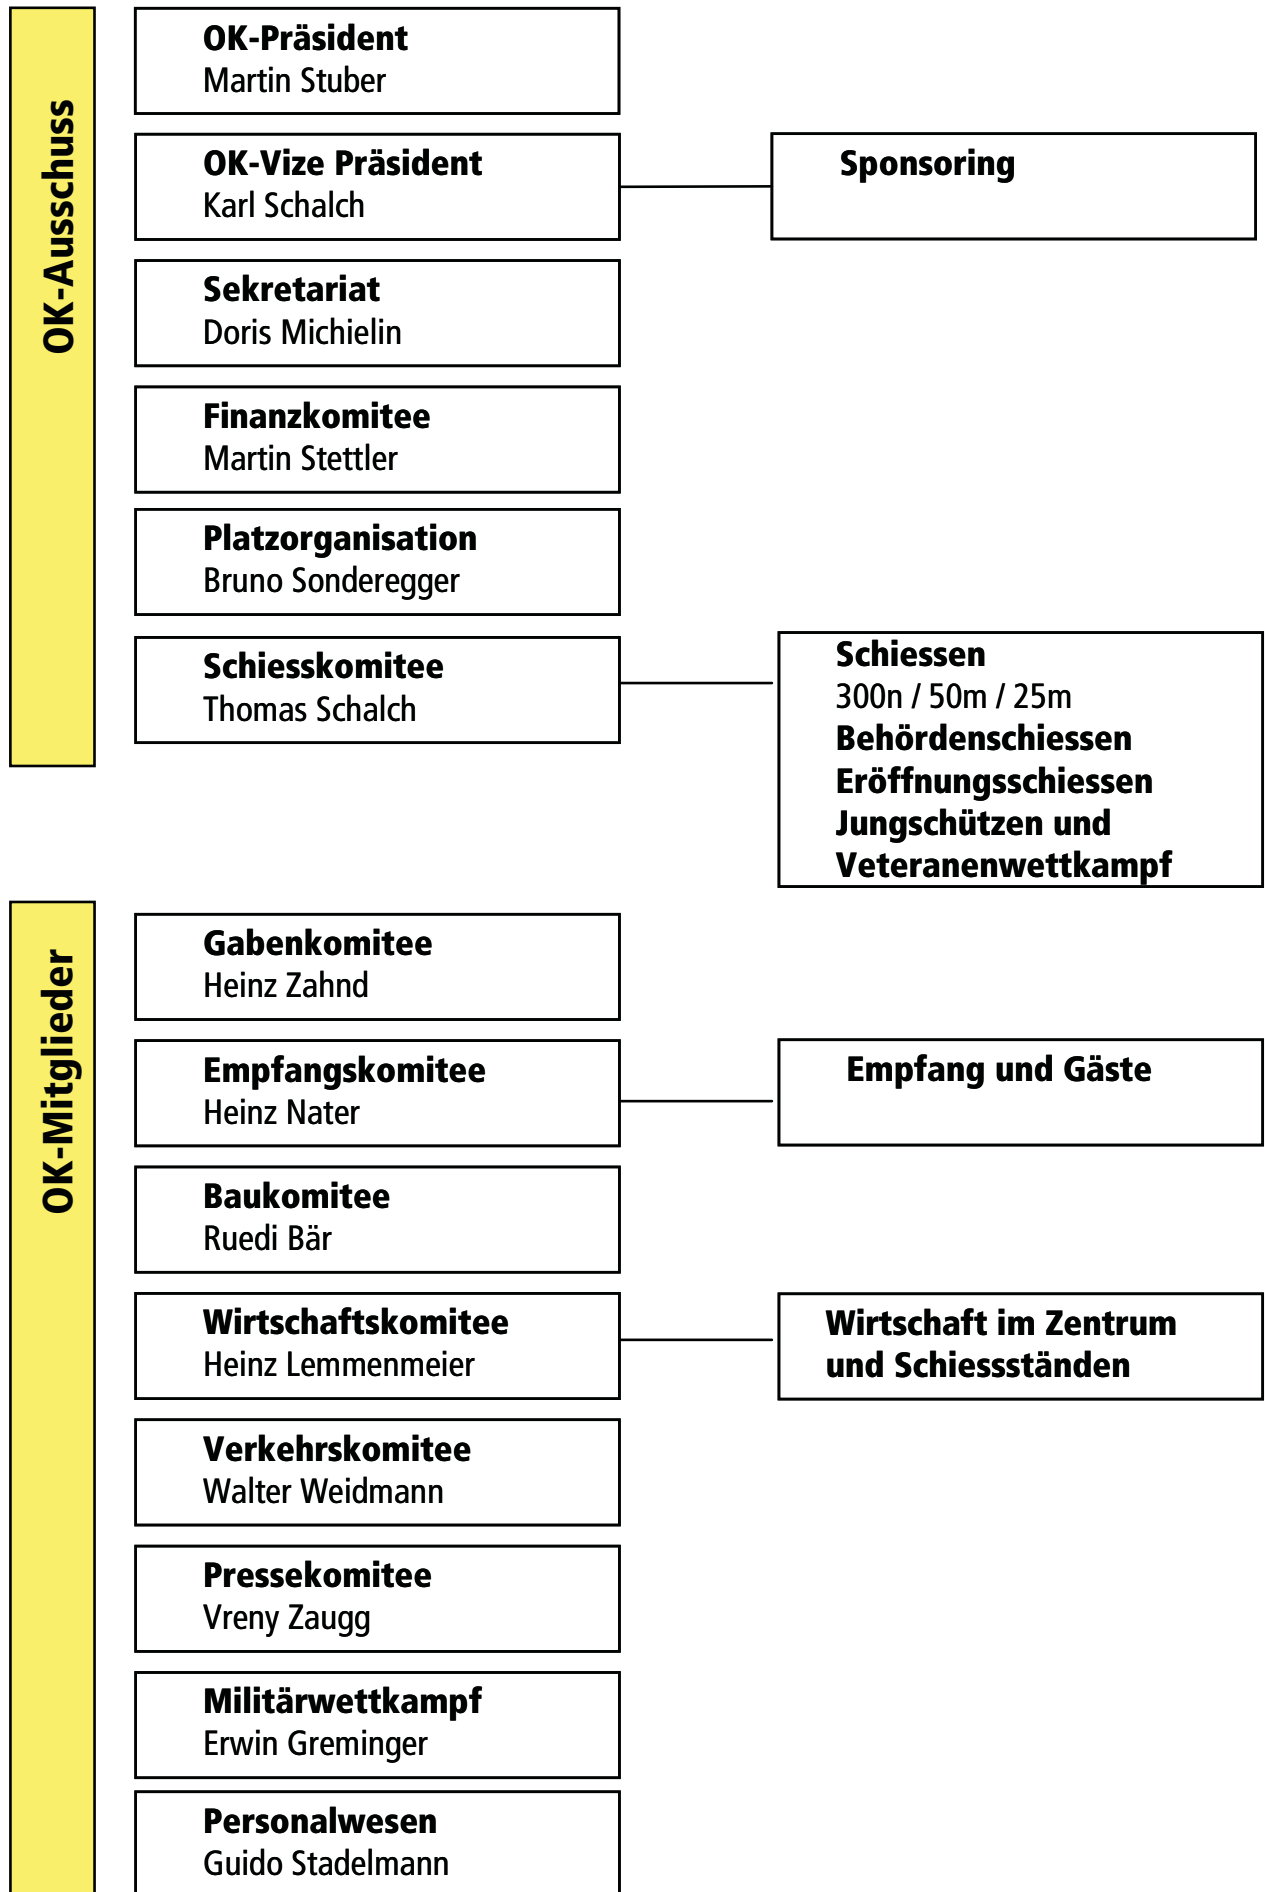 OK-Ausschuss
OK-Präsident
Martin Stuber
OK-Vize Präsident
Karl Schalch
Sponsoring
Sekretariat
Doris Michielin
Finanzkomitee
Martin Stettler
Platzorganisation
Bruno Sonderegger
Schiesskomitee
Thomas Schalch
Schiessen
300n / 50m / 25m
Behördenschiessen
Eröffnungsschiessen
Jungschützen und
Veteranenwettkampf
OK-Mitglieder
Gabenkomitee
Heinz Zahnd
Empfangskomitee
Heinz Nater
Empfang und Gäste
Baukomitee
Ruedi Bär
Wirtschaftskomitee
Heinz Lemmenmeier
Wirtschaft im Zentrum
und Schiessständen
Verkehrskomitee
Walter Weidmann
Pressekomitee
Vreny Zaugg
Militärwettkampf
Erwin Greminger
Personalwesen
Guido Stadelmann